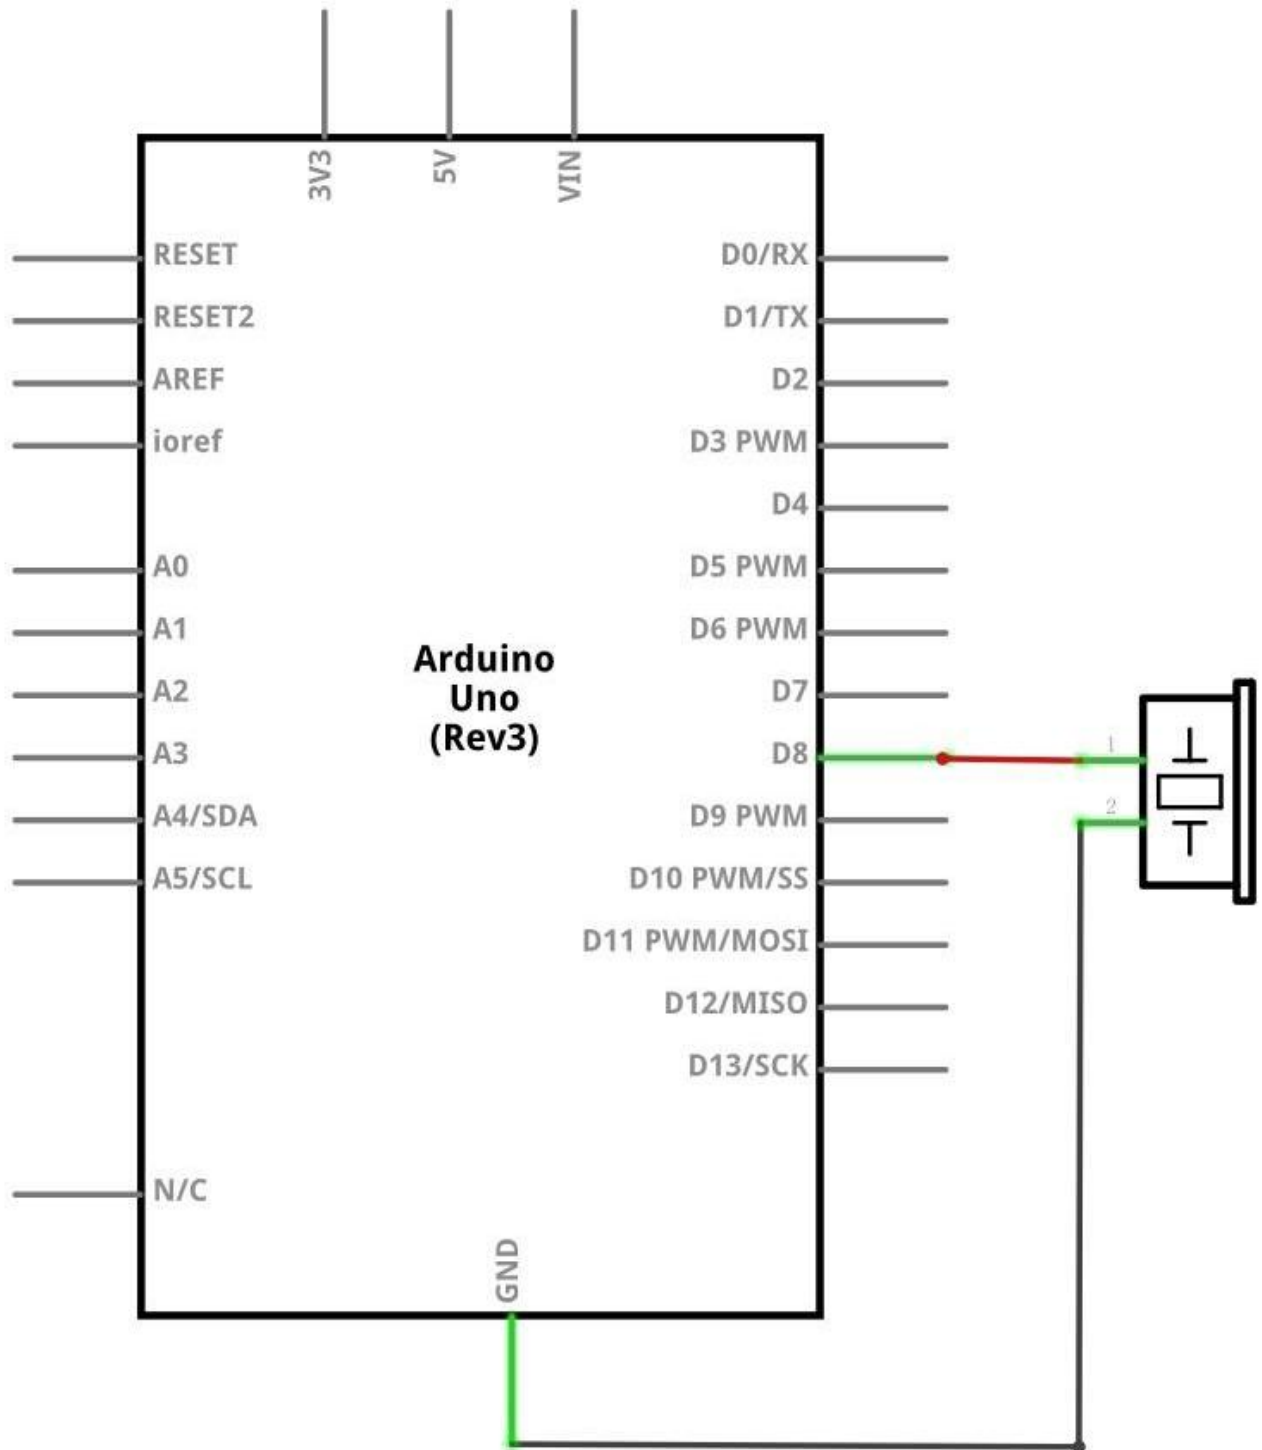 3V3
5V
VIN
RESET
RESET2
AREF
ioref
A0
A1
A2
A3
A4/SDA
A5/SCL
N/C
Arduino
Uno
(Rev3)
D0/RX
D1/TX
D2
D3 PWM
D4
D5 PWM
D6 PWM
D7
D8
D9 PWM
D10 PWM/SS
D11 PWM/MOSI
D12/MISO
D13/SCK
1
2
GND